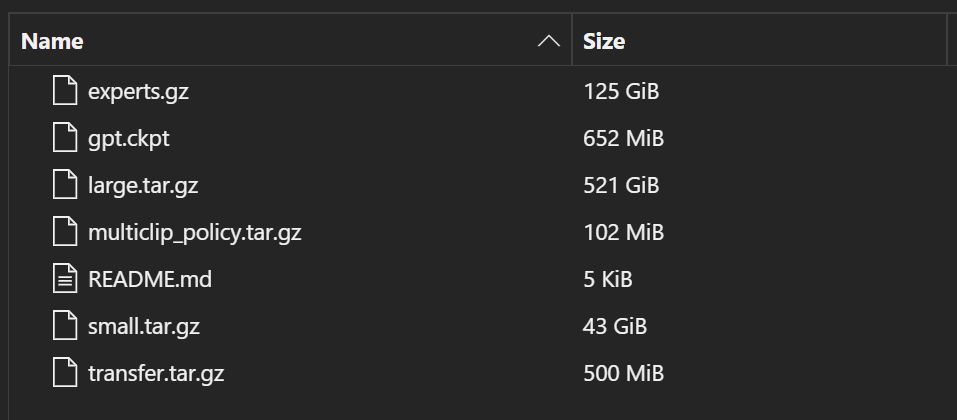 Name Size
experts.gz 125 GiB
gpt.ckpt 652 MiB
large.tar.gz 521 GiB
multiclip_policy.tar.gz 102 MiB
README.md 5 KiB
small.tar.gz 43 GiB
transfer.tar.gz 500 MiB